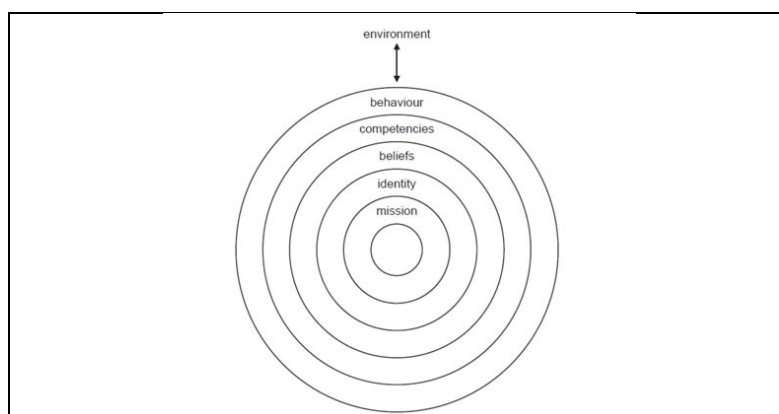 environment
behaviour
competencies
beliefs
identity
mission